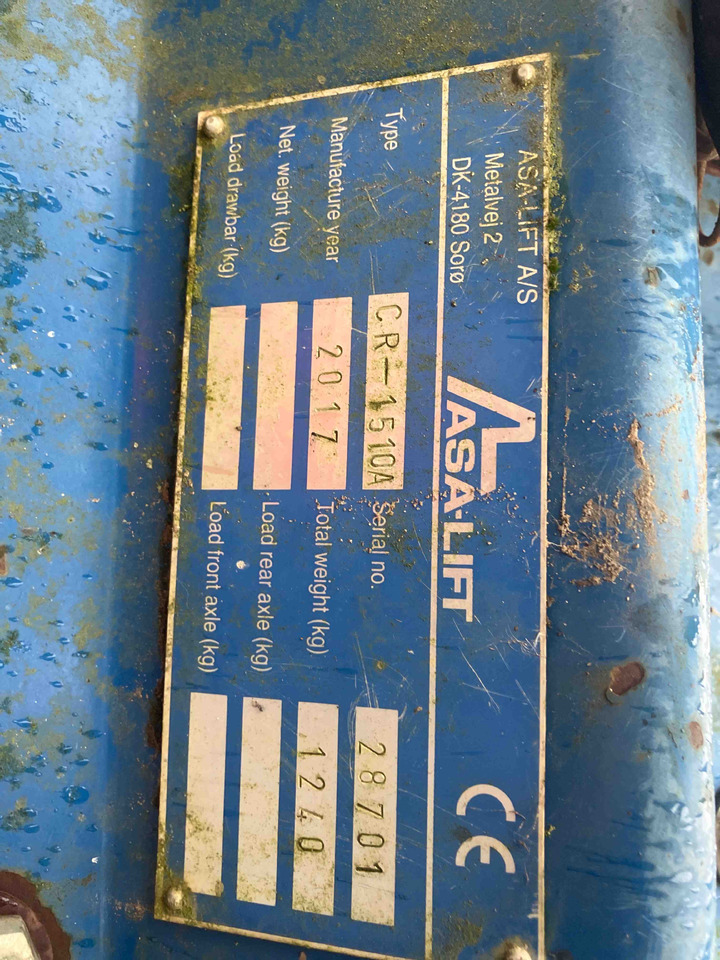 ASA-LIFT A/S
Metalvej 2
DK-4180 Sorø
ASA-LIFT
CE
Type CR-1510A Serial no. 28701
Manufacture year 2017 Total weight (kg) 1240
Net. weight (kg) Load rear axle (kg)
Load drawbar (kg) Load front axle (kg)